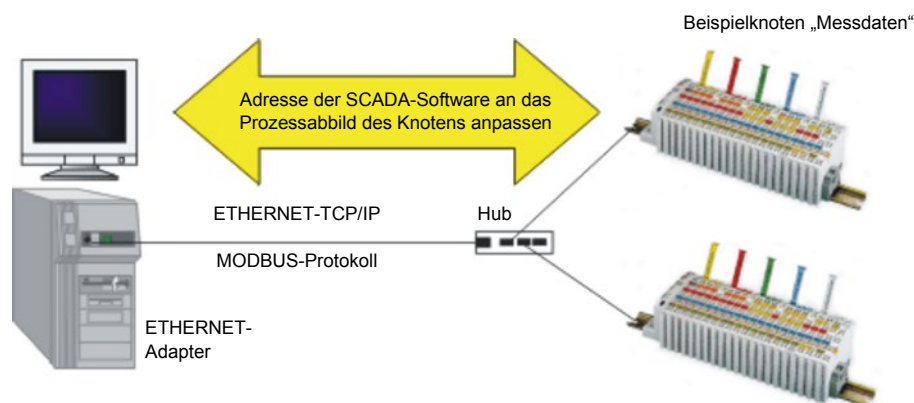 Beispielknoten „Messdaten“
Adresse der SCADA-Software an das
Prozessabbild des Knotens anpassen
ETHERNET-TCP/IP
Hub
MODBUS-Protokoll
ETHERNET-
Adapter